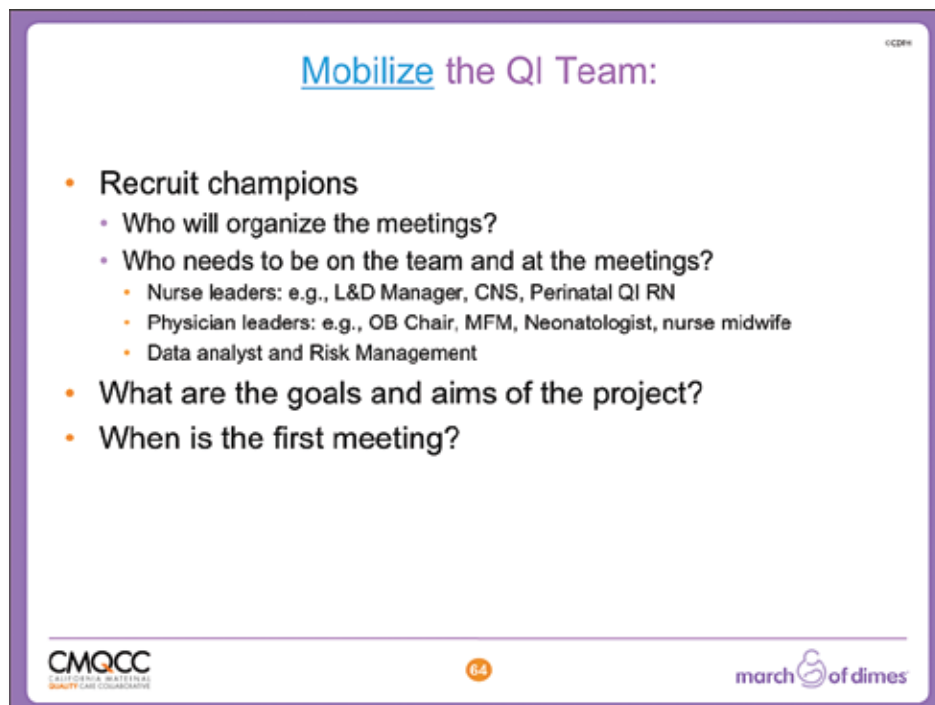 ©CDPH
Mobilize the QI Team:
• Recruit champions
• Who will organize the meetings?
• Who needs to be on the team and at the meetings?
• Nurse leaders: e.g., L&D Manager, CNS, Perinatal QI RN
• Physician leaders: e.g., OB Chair, MFM, Neonatologist, nurse midwife
• Data analyst and Risk Management
• What are the goals and aims of the project?
• When is the first meeting?
CMQCC
CALIFORNIA MATERNAL
QUALITY CARE COLLABORATIVE
64
march of dimes